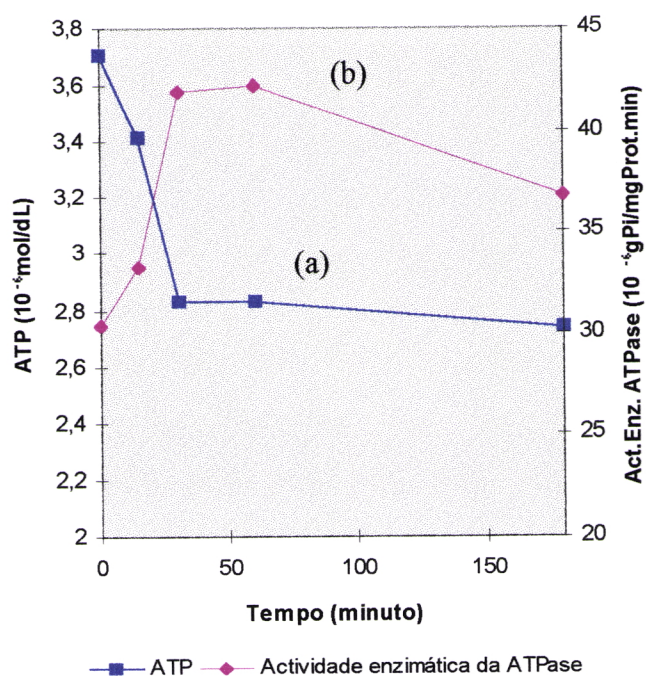 3,8
3,6
3,4
3,2
3
2,8
2,6
2,4
2,2
2
ATP (10⁻⁶mol/dL)
(b)
(a)
45
40
35
30
25
20
Act.Enz. ATPase (10 ⁻⁶gPi/mgProt.min)
0 50 100 150
Tempo (minuto)
ATP Actividade enzimática da ATPase